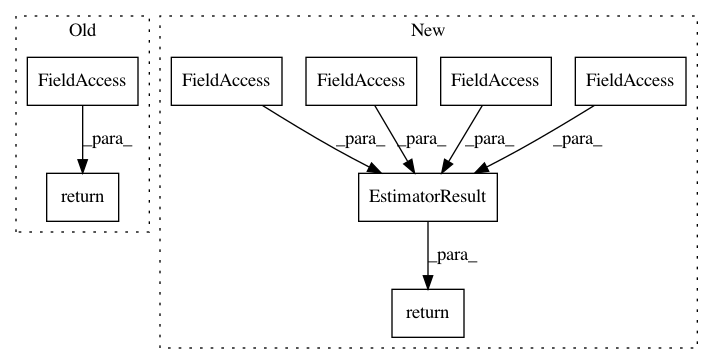 Old
New
FieldAccess
FieldAccess
FieldAccess
FieldAccess
FieldAccess
_para_
_para_
_para_
_para_
_para_
return
EstimatorResult
_para_
return